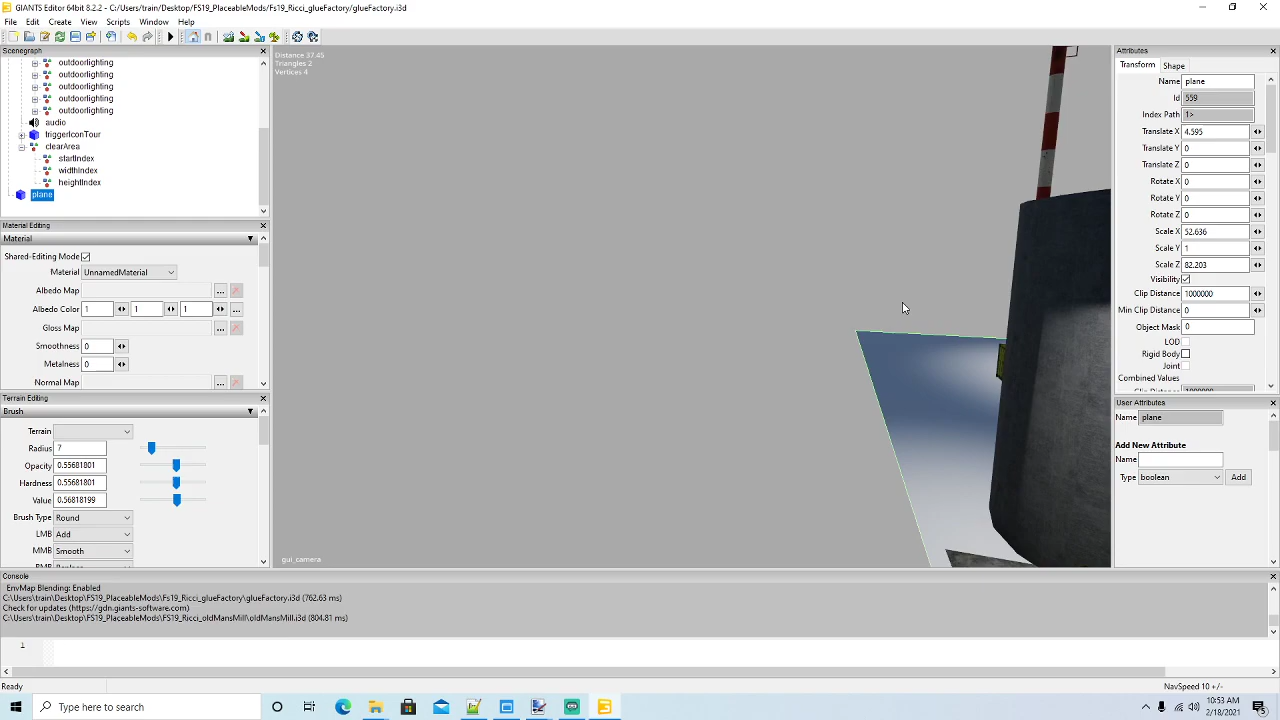 GIANTS Editor 64bit 8.2.2 - C:/Users/train/Desktop/FS19_PlaceableMods/FS19_Ricci_glueFactory/glueFactory.i3d
File Edit Create View Scripts Window Help
Scenegraph
outdoorlighting
outdoorlighting
outdoorlighting
outdoorlighting
outdoorlighting
audio
triggerIconTour
clearArea
startIndex
widthIndex
heightIndex
plane
Material Editing
Material
Shared-Editing Mode
Material UnnamedMaterial
Albedo Map ...
Albedo Color 1 1 1 ...
Gloss Map ...
Smoothness 0
Metalness 0
Normal Map ...
Terrain Editing
Brush
Terrain
Radius 7
Opacity 0.55681801
Hardness 0.55681801
Value 0.56818199
Brush Type Round
LMB Add
MMB Smooth
Distance 37.45
Triangles 2
Vertices 4
gui_camera
Attributes
Transform Shape
Name plane
Id 559
Index Path 1>
Translate X 4.595
Translate Y 0
Translate Z 0
Rotate X 0
Rotate Y 0
Rotate Z 0
Scale X 52.636
Scale Y 1
Scale Z 82.203
Visibility
Clip Distance 1000000
Min Clip Distance 0
Object Mask 0
LOD
Rigid Body
Joint
Combined Values
Clip Distance 1000000
User Attributes
Name plane
Add New Attribute
Name
Type boolean Add
Console
EnvMap Blending: Enabled
C:\Users\train\Desktop\FS19_PlaceableMods\FS19_Ricci_glueFactory\glueFactory.i3d (762.63 ms)
Check for updates (https://gdn.giants-software.com)
C:\Users\train\Desktop\FS19_PlaceableMods\FS19_Ricci_oldMansMill\oldMansMill.i3d (804.81 ms)
1
Ready
NavSpeed 10 +/-
Type here to search
10:53 AM
2/18/2021